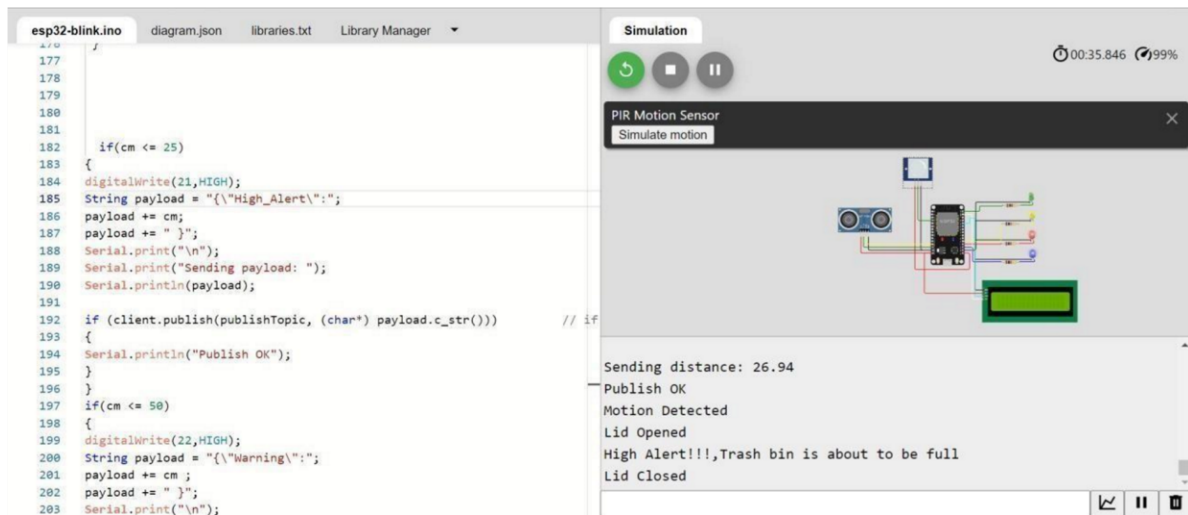 esp32-blink.ino diagram.json libraries.txt Library Manager
Simulation
00:35.846 99%
PIR Motion Sensor
Simulate motion
176 }
177
178
179
180
181
182 if(cm <= 25)
183 {
184 digitalWrite(21,HIGH);
185 String payload = "{\"High_Alert\":";
186 payload += cm;
187 payload += " }";
188 Serial.print("\n");
189 Serial.print("Sending payload: ");
190 Serial.println(payload);
191
192 if (client.publish(publishTopic, (char*) payload.c_str())) // if
193 {
194 Serial.println("Publish OK");
195 }
196 }
197 if(cm <= 50)
198 {
199 digitalWrite(22,HIGH);
200 String payload = "{\"Warning\":";
201 payload += cm ;
202 payload += " }";
203 Serial.print("\n");
Sending distance: 26.94
Publish OK
Motion Detected
Lid Opened
High Alert!!!,Trash bin is about to be full
Lid Closed